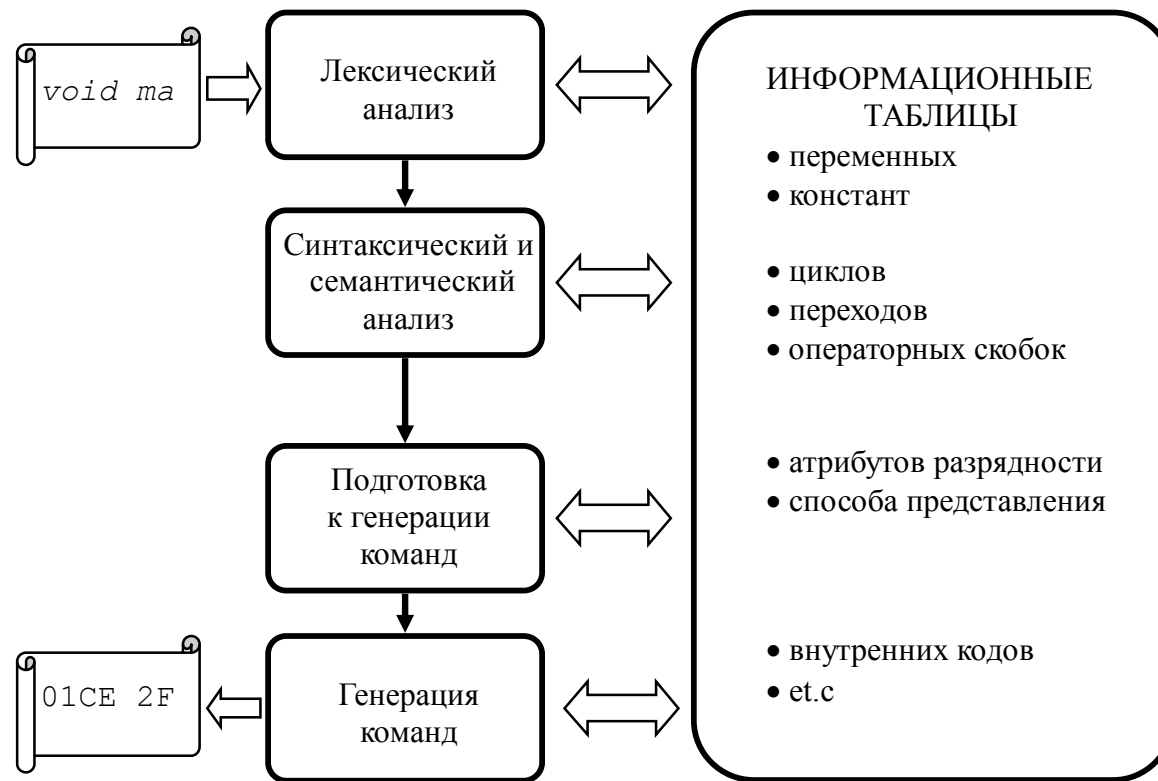 void ma
Лексический
анализ
Синтаксический и
семантический
анализ
Подготовка
к генерации
команд
01CE 2F
Генерация
команд
ИНФОРМАЦИОННЫЕ
ТАБЛИЦЫ
• переменных
• констант
• циклов
• переходов
• операторных скобок
• атрибутов разрядности
• способа представления
• внутренних кодов
• et.c